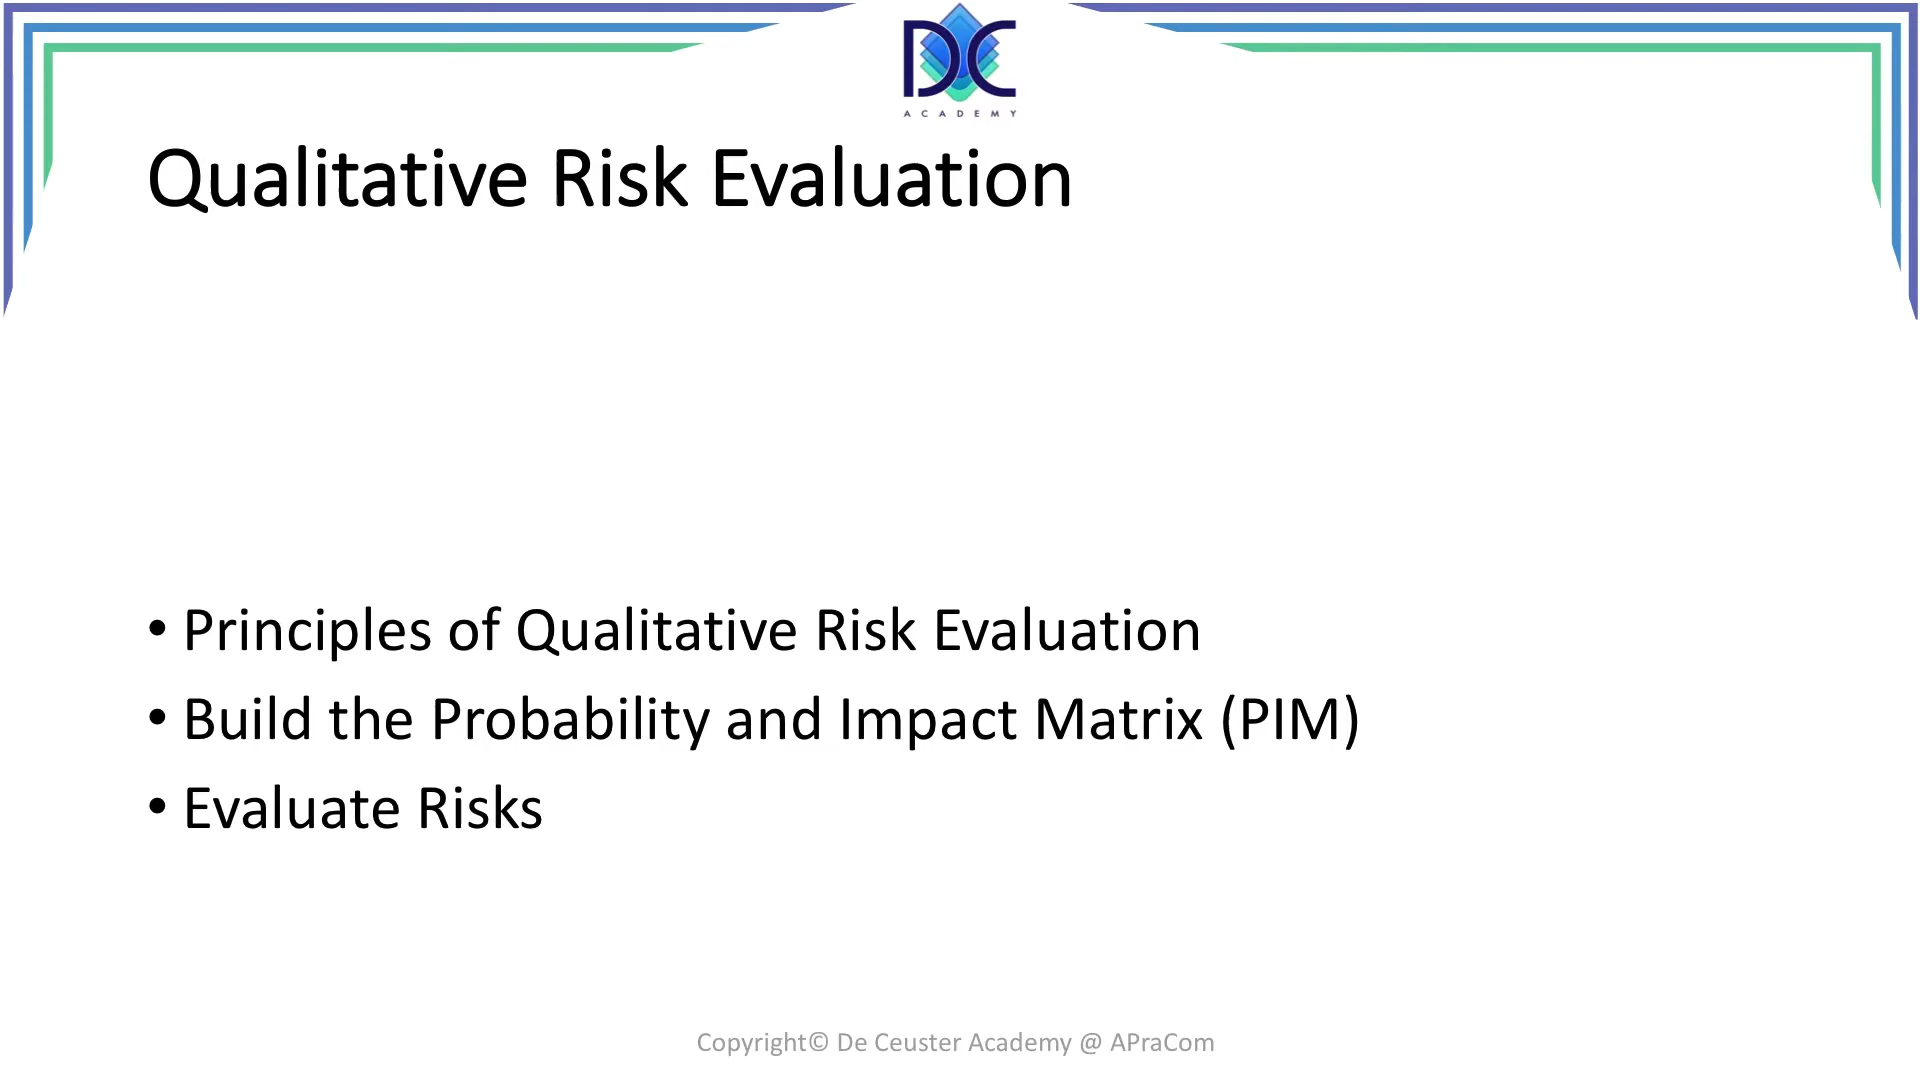 DC
ACADEMY
Qualitative Risk Evaluation
• Principles of Qualitative Risk Evaluation
• Build the Probability and Impact Matrix (PIM)
• Evaluate Risks
Copyright© De Ceuster Academy @ APraCom